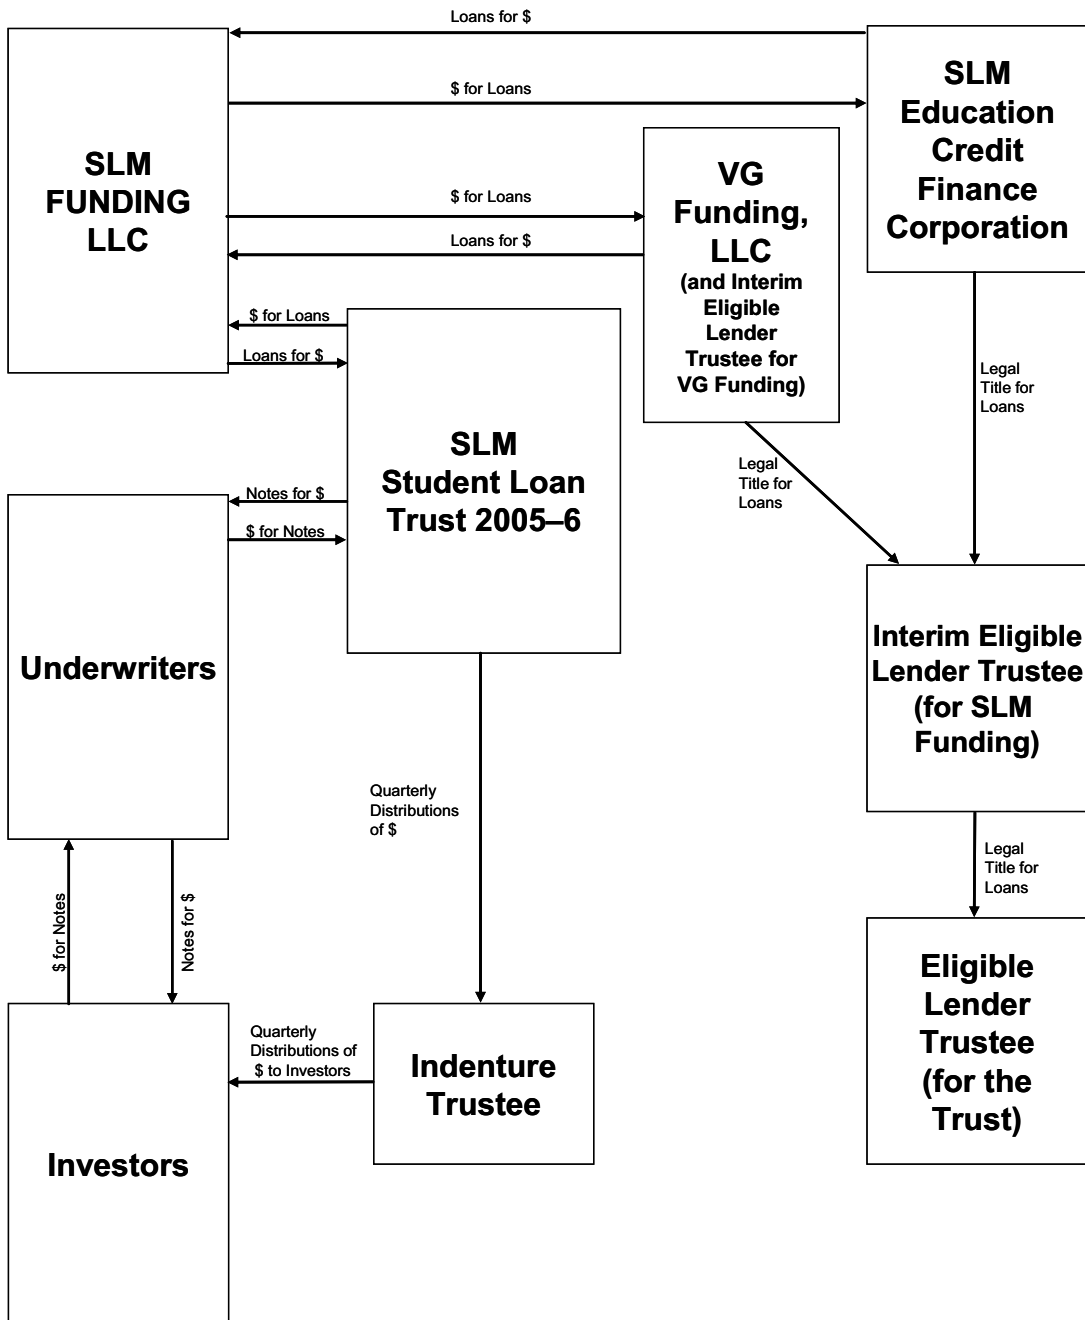 Loans for $
$ for Loans
SLM
FUNDING
LLC
SLM
Education
Credit
Finance
Corporation
$ for Loans
Loans for $
VG
Funding,
LLC
(and Interim
Eligible
Lender
Trustee for
VG Funding)
$ for Loans
Loans for $
SLM
Student Loan
Trust 2005–6
Legal
Title for
Loans
Legal
Title for
Loans
Notes for $
$ for Notes
Underwriters
Interim Eligible
Lender Trustee
(for SLM
Funding)
Quarterly
Distributions
of $
Legal
Title for
Loans
$ for Notes
Notes for $
Eligible
Lender
Trustee
(for the
Trust)
Quarterly
Distributions of
$ to Investors
Indenture
Trustee
Investors